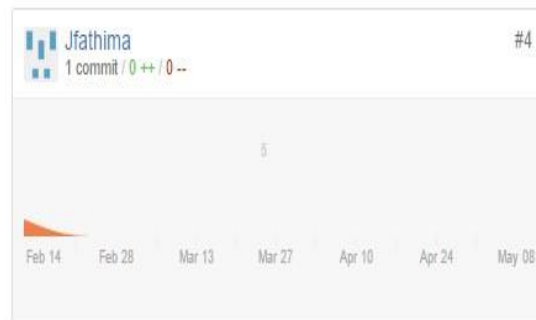 Jfathima #4
1 commit / 0 ++ / 0 --
5
Feb 14 Feb 28 Mar 13 Mar 27 Apr 10 Apr 24 May 08